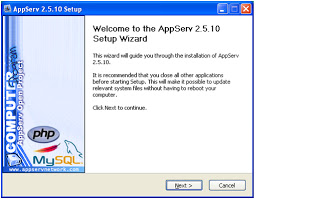 AppServ 2.5.10 Setup
Welcome to the AppServ 2.5.10
Setup Wizard
This wizard will guide you through the installation of AppServ
2.5.10.
It is recommended that you close all other applications
before starting Setup. This will make it possible to update
relevant system files without having to reboot your
computer.
Click Next to continue.
COMPUTER
AppServ Open Project
php
MySQL
www.appservnetwork.com
Next >
Cancel